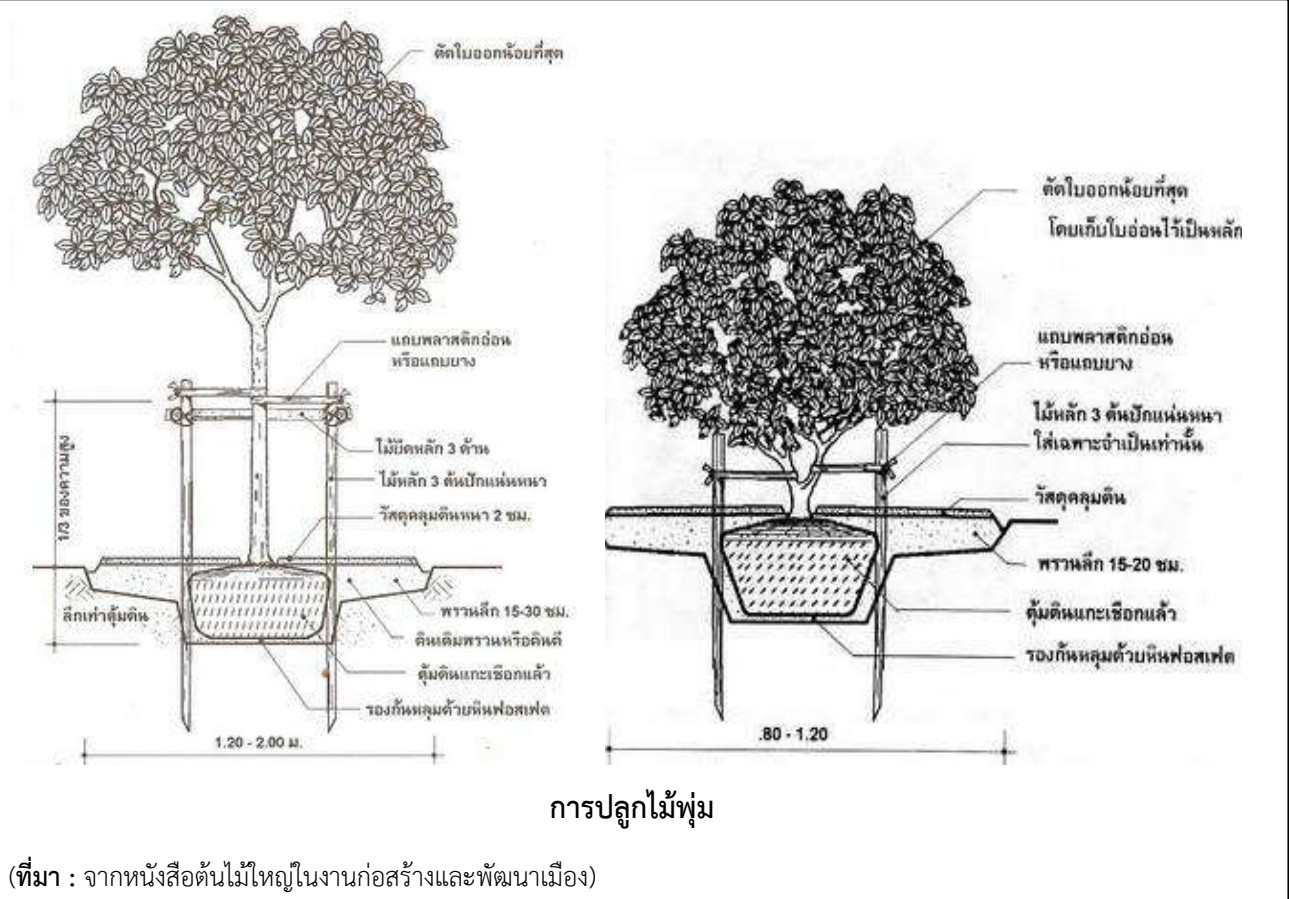 ตัดใบออกน้อยที่สุด
แถบพลาสติกอ่อน
หรือแถบยาง
1/3 ของความสูง
ไม้ยึดหลัก 3 ด้าน
ไม้หลัก 3 ต้นปักแน่นหนา
วัสดุคลุมดินหนา 2 ซม.
ลึกเท่าตุ้มดิน
พรวนลึก 15-30 ซม.
ดินเดิมพรวนหรือดินดี
ตุ้มดินแกะเชือกแล้ว
รองก้นหลุมด้วยหินฟอสเฟต
1.20 - 2.00 ม.
ตัดใบออกน้อยที่สุด
โดยเก็บใบอ่อนไว้เป็นหลัก
แถบพลาสติกอ่อน
หรือแถบยาง
ไม้หลัก 3 ต้นปักแน่นหนา
ใส่เฉพาะจำเป็นเท่านั้น
วัสดุคลุมดิน
พรวนลึก 15-20 ซม.
ตุ้มดินแกะเชือกแล้ว
รองก้นหลุมด้วยหินฟอสเฟต
.80 - 1.20
การปลูกไม้พุ่ม
(ที่มา : จากหนังสือต้นไม้ใหญ่ในงานก่อสร้างและพัฒนาเมือง)